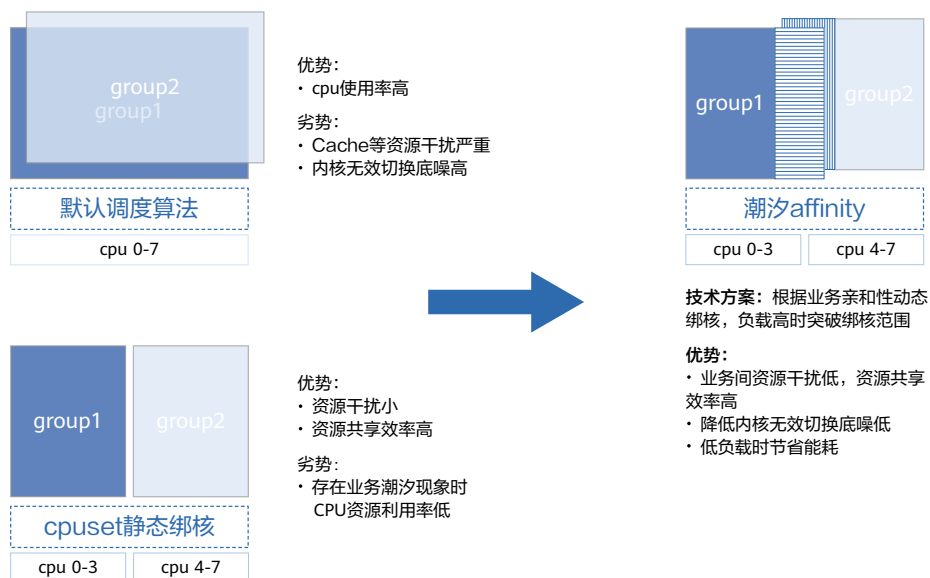 group2
group1
默认调度算法
cpu 0-7
优势：
· cpu使用率高
劣势：
· Cache等资源干扰严重
· 内核无效切换底噪高
group1
group2
cpuset静态绑核
cpu 0-3
cpu 4-7
优势：
· 资源干扰小
· 资源共享效率高
劣势：
· 存在业务潮汐现象时
CPU资源利用率低
group1
group2
潮汐affinity
cpu 0-3
cpu 4-7
技术方案：根据业务亲和性动态
绑核，负载高时突破绑核范围
优势：
· 业务间资源干扰低，资源共享
效率高
· 降低内核无效切换底噪低
· 低负载时节省能耗